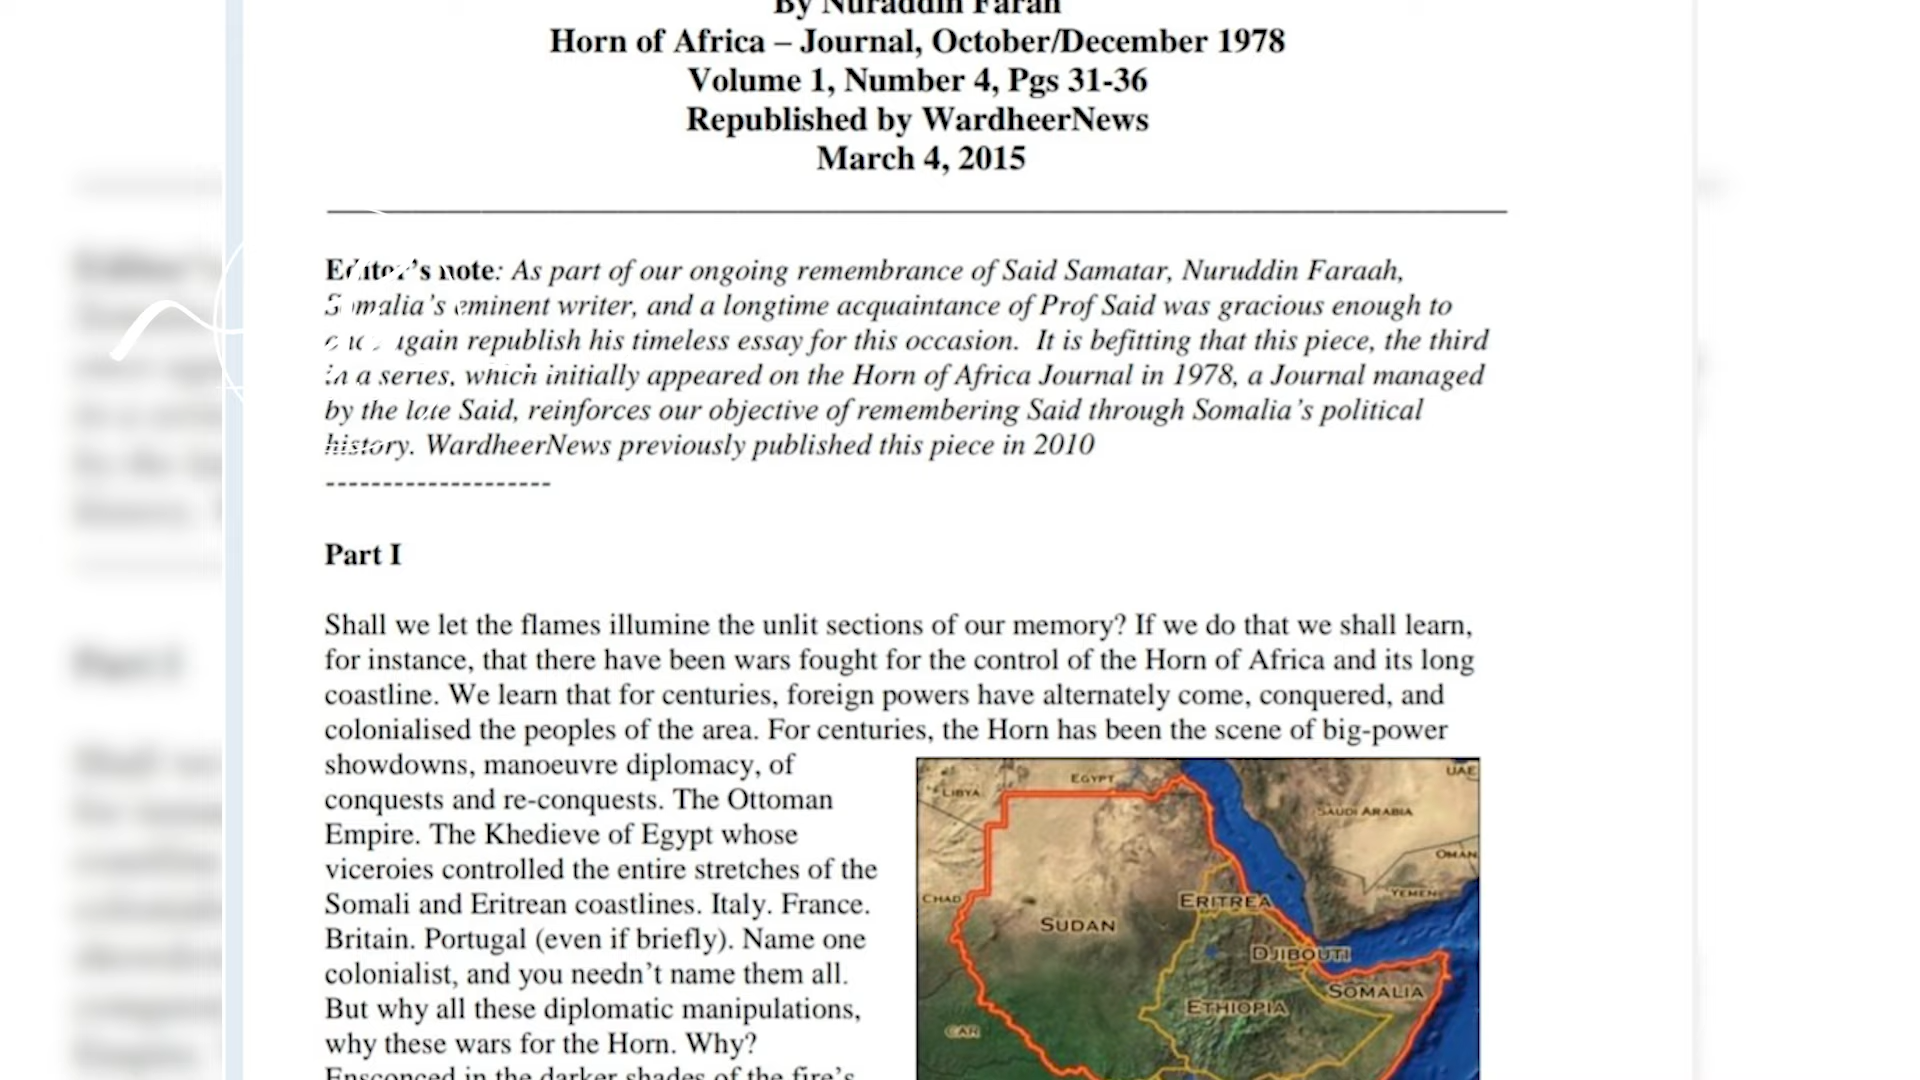 By Nuraddin Farah
Horn of Africa – Journal, October/December 1978
Volume 1, Number 4, Pgs 31-36
Republished by WardheerNews
March 4, 2015
Editor's note: As part of our ongoing remembrance of Said Samatar, Nuruddin Faraah,
Somalia's eminent writer, and a longtime acquaintance of Prof Said was gracious enough to
once again republish his timeless essay for this occasion. It is befitting that this piece, the third
in a series, which initially appeared on the Horn of Africa Journal in 1978, a Journal managed
by the late Said, reinforces our objective of remembering Said through Somalia's political
history. WardheerNews previously published this piece in 2010
--------------------
Part I
Shall we let the flames illumine the unlit sections of our memory? If we do that we shall learn,
for instance, that there have been wars fought for the control of the Horn of Africa and its long
coastline. We learn that for centuries, foreign powers have alternately come, conquered, and
colonialised the peoples of the area. For centuries, the Horn has been the scene of big-power
showdowns, manoeuvre diplomacy, of
conquests and re-conquests. The Ottoman
Empire. The Khedieve of Egypt whose
viceroies controlled the entire stretches of the
Somali and Eritrean coastlines. Italy. France.
Britain. Portugal (even if briefly). Name one
colonialist, and you needn't name them all.
But why all these diplomatic manipulations,
why these wars for the Horn. Why?
Ensconced in the darker shades of the fire's
EGYPT
UAE
LIBYA
SAUDI ARABIA
OMAN
YEMEN
CHAD
ERITREA
SUDAN
DJIBOUTI
SOMALIA
ETHIOPIA
CAR